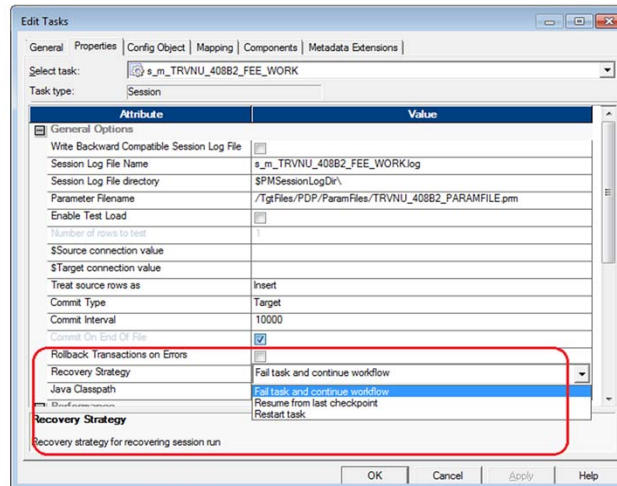 Edit Tasks
General Properties Config Object Mapping Components Metadata Extensions
Select task: s_m_TRVNU_408B2_FEE_WORK
Task type: Session
Attribute Value
General Options
Write Backward Compatible Session Log File
Session Log File Name s_m_TRVNU_408B2_FEE_WORK.log
Session Log File directory $PMSessionLogDir\
Parameter Filename /TgtFiles/PDP/ParamFiles/TRVNU_408B2_PARAMFILE.prm
Enable Test Load
Number of rows to test 1
$Source connection value
$Target connection value
Treat source rows as Insert
Commit Type Target
Commit Interval 10000
Commit On End Of File
Rollback Transactions on Errors
Recovery Strategy Fail task and continue workflow
Java Classpath Fail task and continue workflow
Resume from last checkpoint
Performance Restart task
Recovery Strategy
Recovery strategy for recovering session run
OK Cancel Apply Help